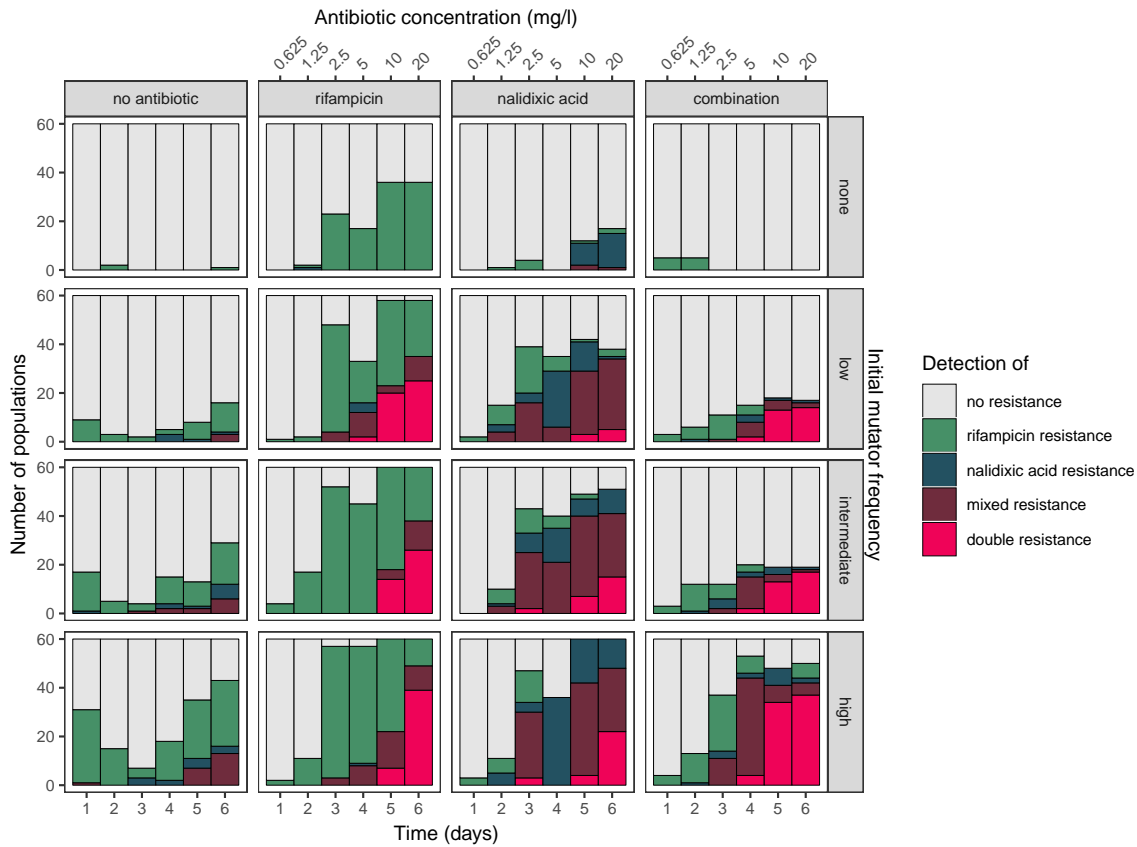 Antibiotic concentration (mg/l)
0.625 1.25 2.5 5 10 20 0.625 1.25 2.5 5 10 20 0.625 1.25 2.5 5 10 20
no antibiotic rifampicin nalidixic acid combination
Number of populations
60
40
20
0
none
60
40
20
0
low
60
40
20
0
intermediate
60
40
20
0
high
Initial mutator frequency
1 2 3 4 5 6 1 2 3 4 5 6 1 2 3 4 5 6 1 2 3 4 5 6
Time (days)
Detection of
no resistance
rifampicin resistance
nalidixic acid resistance
mixed resistance
double resistance